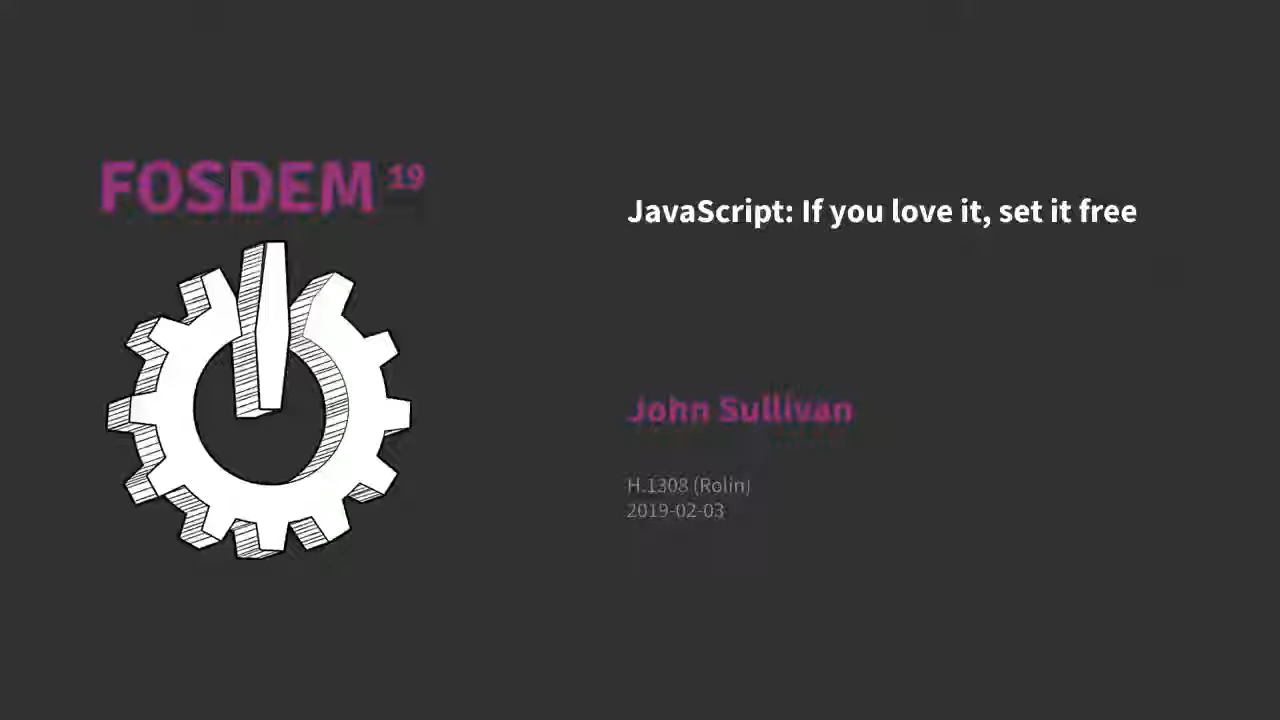 FOSDEM 19
JavaScript: If you love it, set it free
John Sullivan
H.1308 (Rolin)
2019-02-03